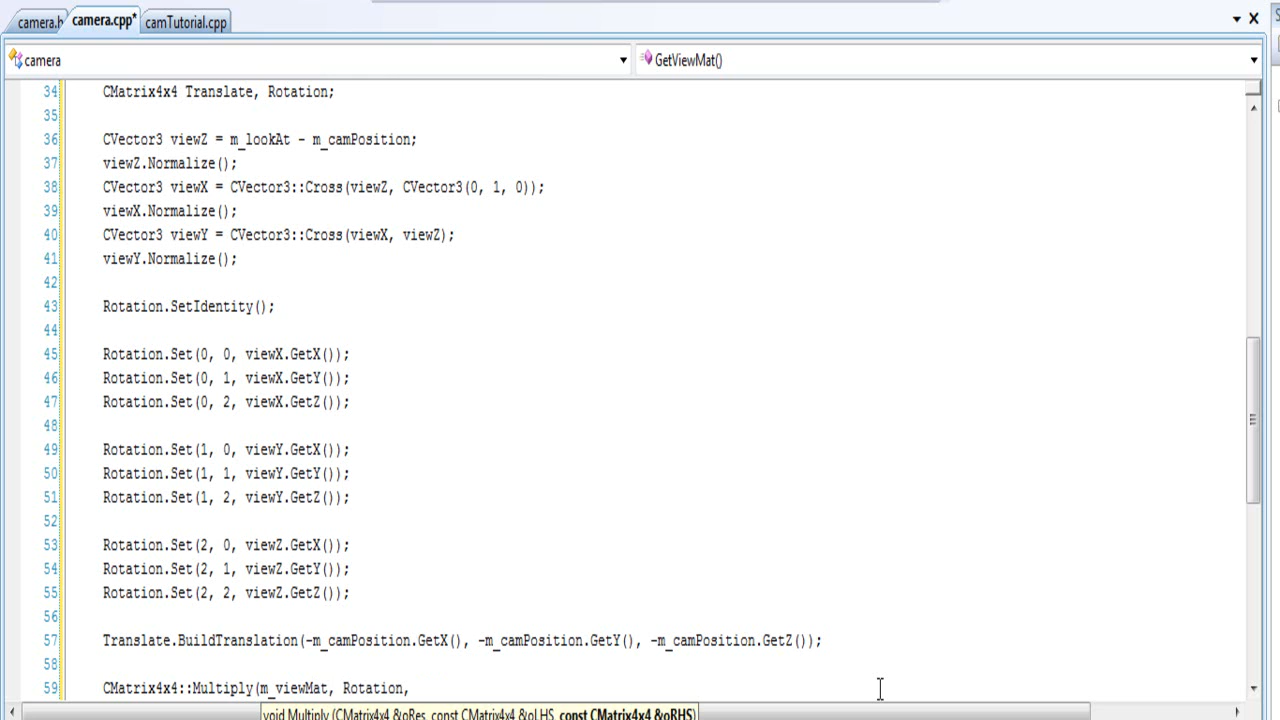 camera.h camera.cpp* camTutorial.cpp
camera GetViewMat()
34 CMatrix4x4 Translate, Rotation;
35
36 CVector3 viewZ = m_lookAt - m_camPosition;
37 viewZ.Normalize();
38 CVector3 viewX = CVector3::Cross(viewZ, CVector3(0, 1, 0));
39 viewX.Normalize();
40 CVector3 viewY = CVector3::Cross(viewX, viewZ);
41 viewY.Normalize();
42
43 Rotation.SetIdentity();
44
45 Rotation.Set(0, 0, viewX.GetX());
46 Rotation.Set(0, 1, viewX.GetY());
47 Rotation.Set(0, 2, viewX.GetZ());
48
49 Rotation.Set(1, 0, viewY.GetX());
50 Rotation.Set(1, 1, viewY.GetY());
51 Rotation.Set(1, 2, viewY.GetZ());
52
53 Rotation.Set(2, 0, viewZ.GetX());
54 Rotation.Set(2, 1, viewZ.GetY());
55 Rotation.Set(2, 2, viewZ.GetZ());
56
57 Translate.BuildTranslation(-m_camPosition.GetX(), -m_camPosition.GetY(), -m_camPosition.GetZ());
58
59 CMatrix4x4::Multiply(m_viewMat, Rotation,
void Multiply (CMatrix4x4 &oRes, const CMatrix4x4 &oLHS, const CMatrix4x4 &oRHS)